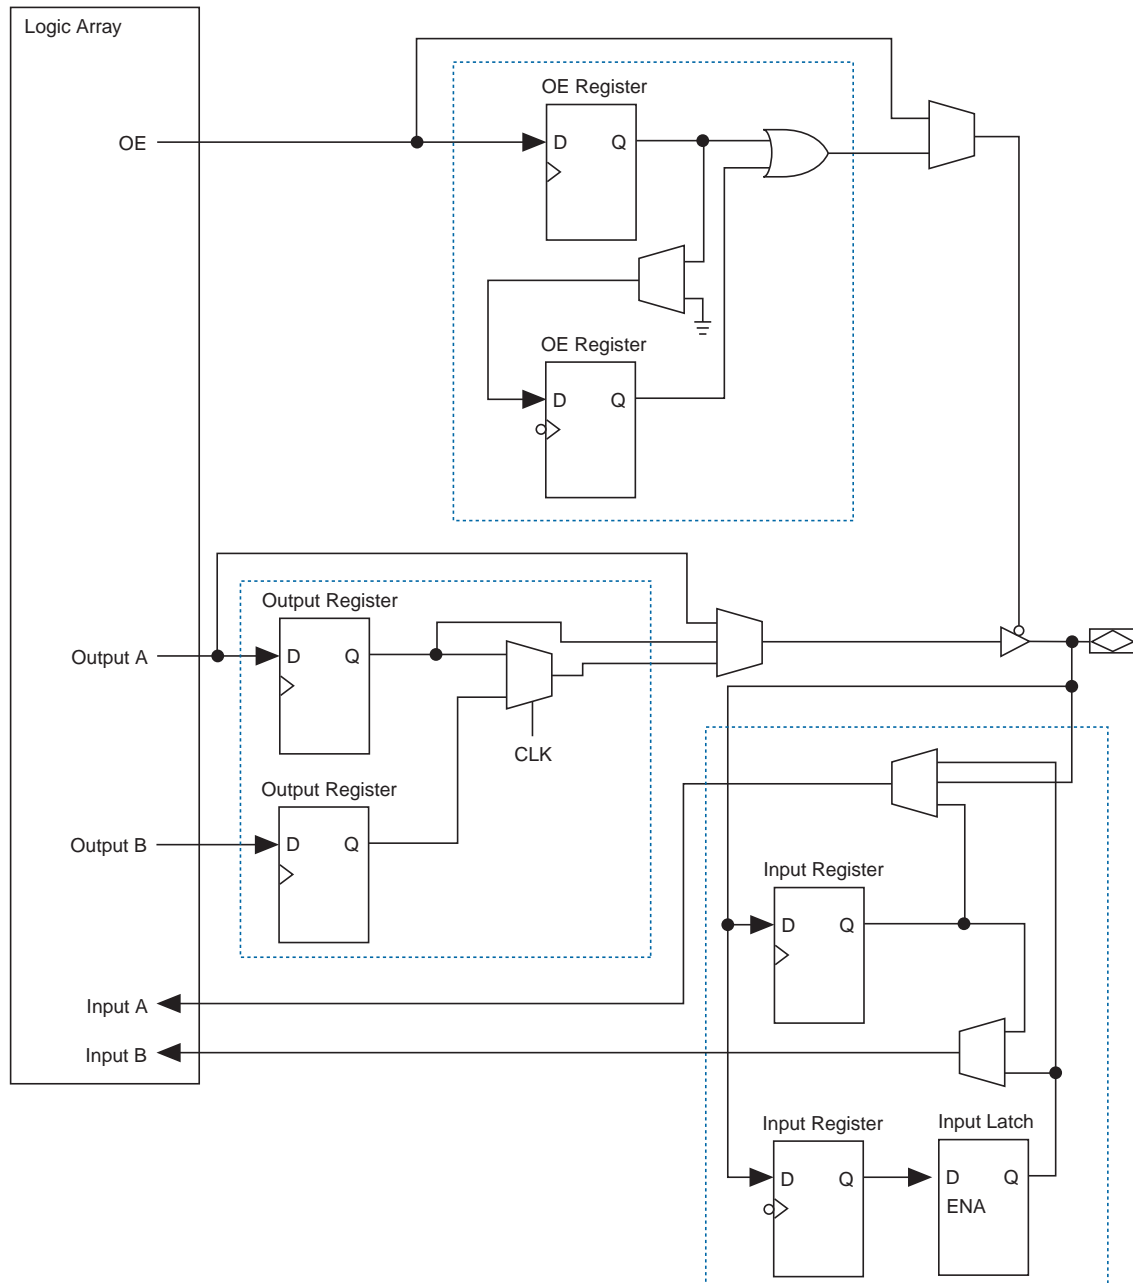 Logic Array
OE Register
OE
D Q
OE Register
D Q
Output Register
Output A
D Q
CLK
Output Register
Output B
D Q
Input Register
D Q
Input A
Input B
Input Register
Input Latch
D Q
D Q
ENA